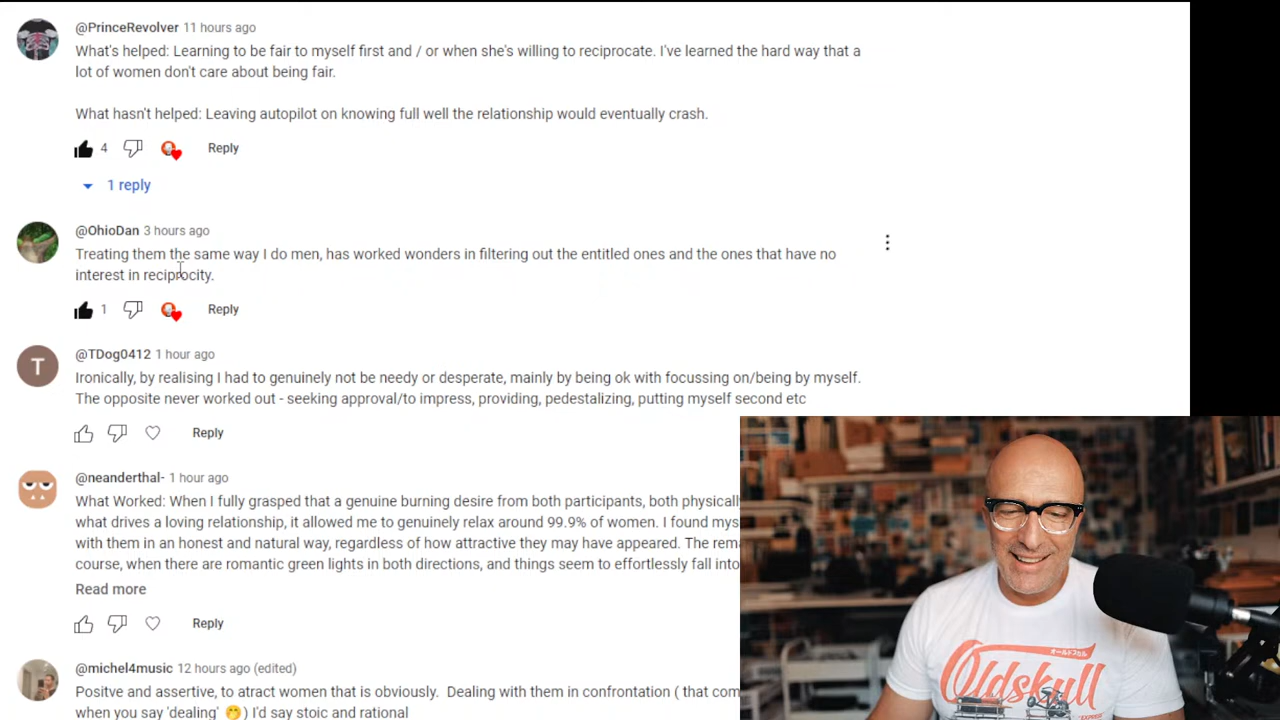 @PrinceRevolver 11 hours ago
What's helped: Learning to be fair to myself first and / or when she's willing to reciprocate. I've learned the hard way that a
lot of women don't care about being fair.
What hasn't helped: Leaving autopilot on knowing full well the relationship would eventually crash.
4 Reply
1 reply
@OhioDan 3 hours ago
Treating them the same way I do men, has worked wonders in filtering out the entitled ones and the ones that have no
interest in reciprocity.
1 Reply
T
@TDog0412 1 hour ago
Ironically, by realising I had to genuinely not be needy or desperate, mainly by being ok with focussing on/being by myself.
The opposite never worked out - seeking approval/to impress, providing, pedestalizing, putting myself second etc
Reply
@neanderthal- 1 hour ago
What Worked: When I fully grasped that a genuine burning desire from both participants, both physically
what drives a loving relationship, it allowed me to genuinely relax around 99.9% of women. I found mys
with them in an honest and natural way, regardless of how attractive they may have appeared. The rema
course, when there are romantic green lights in both directions, and things seem to effortlessly fall into
Read more
Reply
@michel4music 12 hours ago (edited)
Positve and assertive, to atract women that is obviously. Dealing with them in confrontation ( that com
when you say 'dealing' 🤭) I'd say stoic and rational
オールドスカル
Oldskull